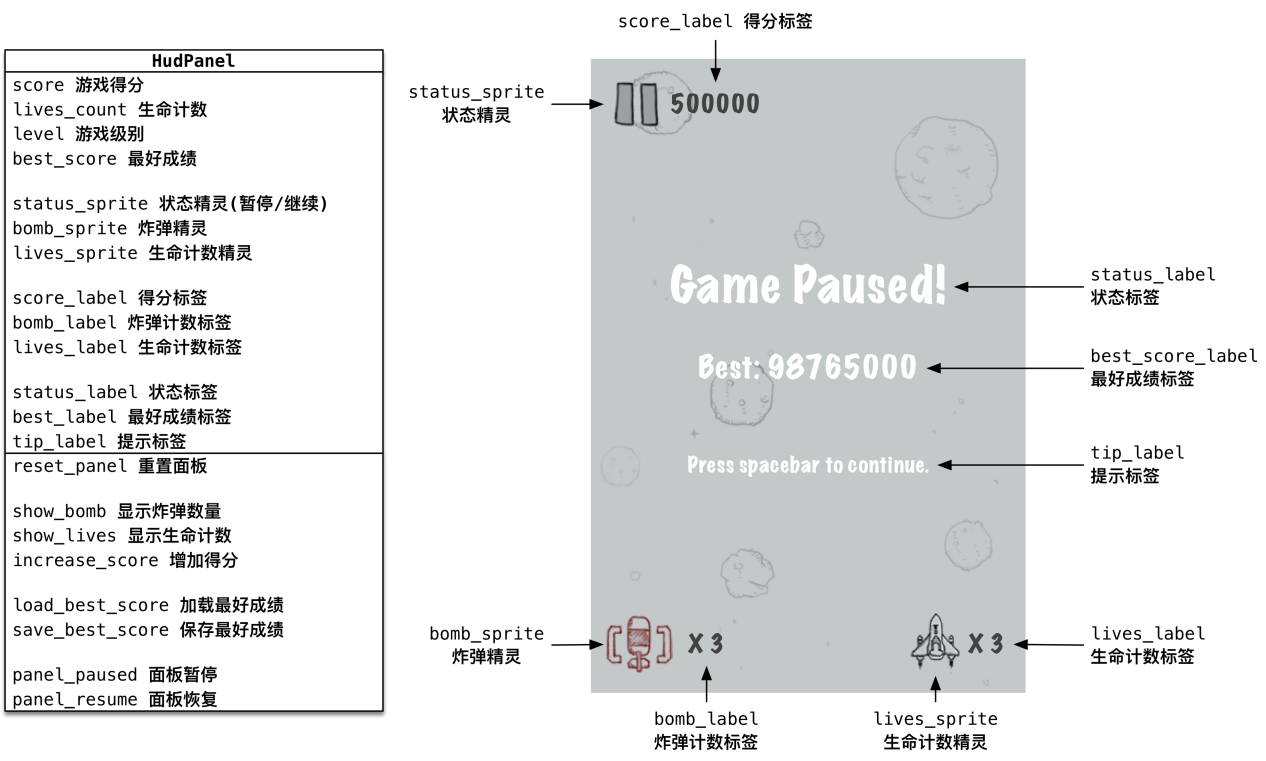 HudPanel
score 游戏得分
lives_count 生命计数
level 游戏级别
best_score 最好成绩
status_sprite 状态精灵(暂停/继续)
bomb_sprite 炸弹精灵
lives_sprite 生命计数精灵
score_label 得分标签
bomb_label 炸弹计数标签
lives_label 生命计数标签
status_label 状态标签
best_label 最好成绩标签
tip_label 提示标签
reset_panel 重置面板
show_bomb 显示炸弹数量
show_lives 显示生命计数
increase_score 增加得分
load_best_score 加载最好成绩
save_best_score 保存最好成绩
panel_paused 面板暂停
panel_resume 面板恢复
score_label 得分标签
status_sprite
状态精灵
500000
Game Paused!
status_label
状态标签
Best: 98765000
best_score_label
最好成绩标签
Press spacebar to continue.
tip_label
提示标签
bomb_sprite
炸弹精灵
X 3
X 3
lives_label
生命计数标签
bomb_label
炸弹计数标签
lives_sprite
生命计数精灵